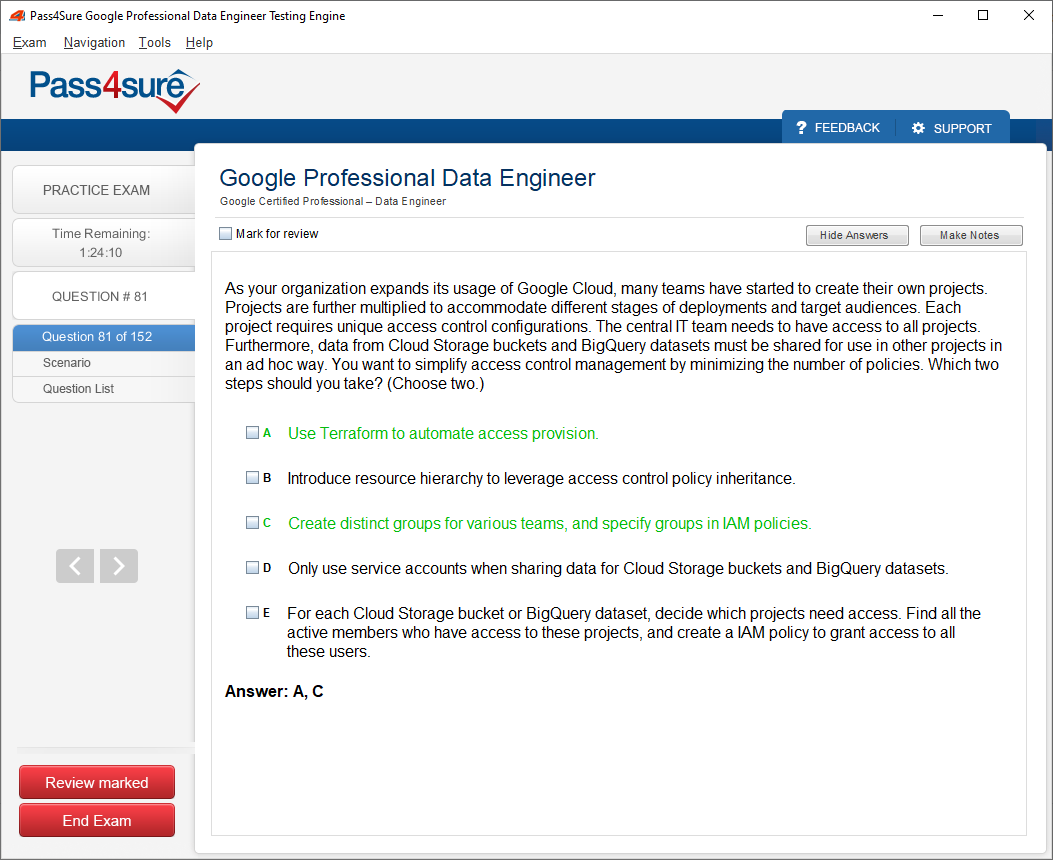 Pass4Sure Google Professional Data Engineer Testing Engine
Exam Navigation Tools Help
Pass4sure
? FEEDBACK SUPPORT
PRACTICE EXAM
Time Remaining:
1:24:10
QUESTION # 81
Question 81 of 152
Scenario
Question List
Review marked
End Exam
Google Professional Data Engineer
Google Certified Professional – Data Engineer
Mark for review
Hide Answers Make Notes
As your organization expands its usage of Google Cloud, many teams have started to create their own projects.
Projects are further multiplied to accommodate different stages of deployments and target audiences. Each
project requires unique access control configurations. The central IT team needs to have access to all projects.
Furthermore, data from Cloud Storage buckets and BigQuery datasets must be shared for use in other projects in
an ad hoc way. You want to simplify access control management by minimizing the number of policies. Which two
steps should you take? (Choose two.)
A Use Terraform to automate access provision.
B Introduce resource hierarchy to leverage access control policy inheritance.
C Create distinct groups for various teams, and specify groups in IAM policies.
D Only use service accounts when sharing data for Cloud Storage buckets and BigQuery datasets.
E For each Cloud Storage bucket or BigQuery dataset, decide which projects need access. Find all the
active members who have access to these projects, and create a IAM policy to grant access to all
these users.
Answer: A, C